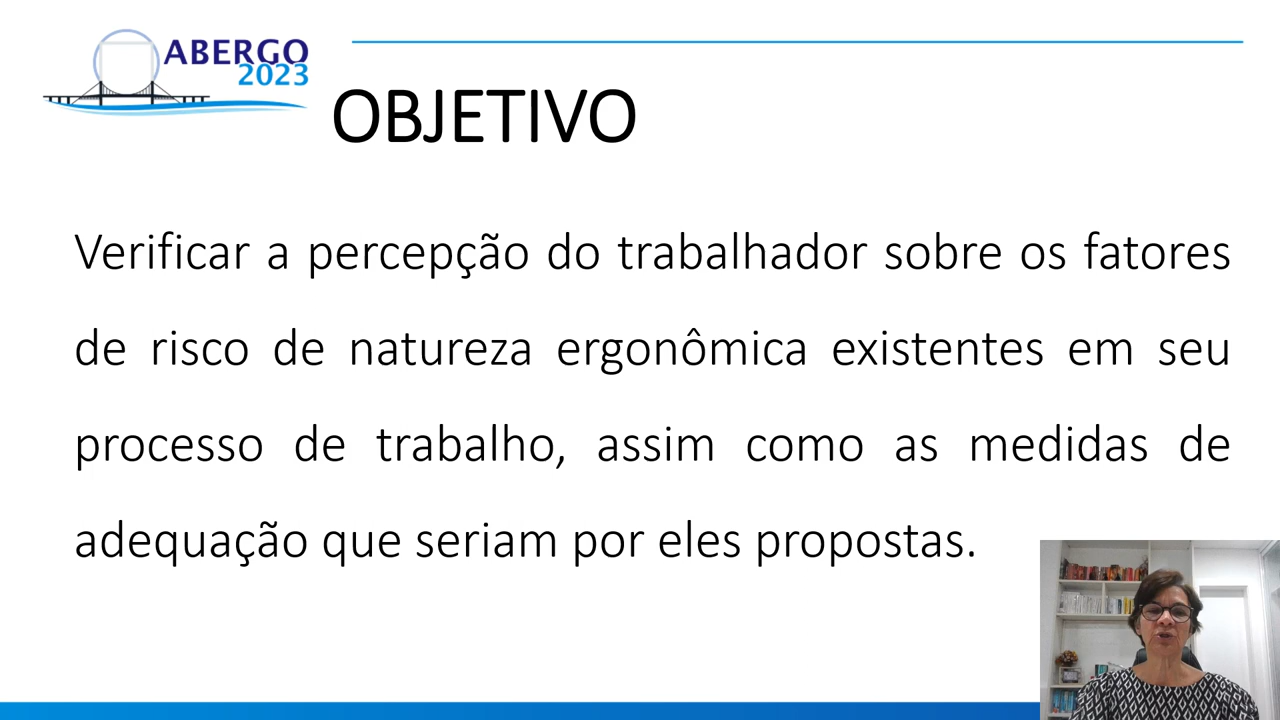 ABERGO
2023
OBJETIVO
Verificar a percepção do trabalhador sobre os fatores
de risco de natureza ergonômica existentes em seu
processo de trabalho, assim como as medidas de
adequação que seriam por eles propostas.